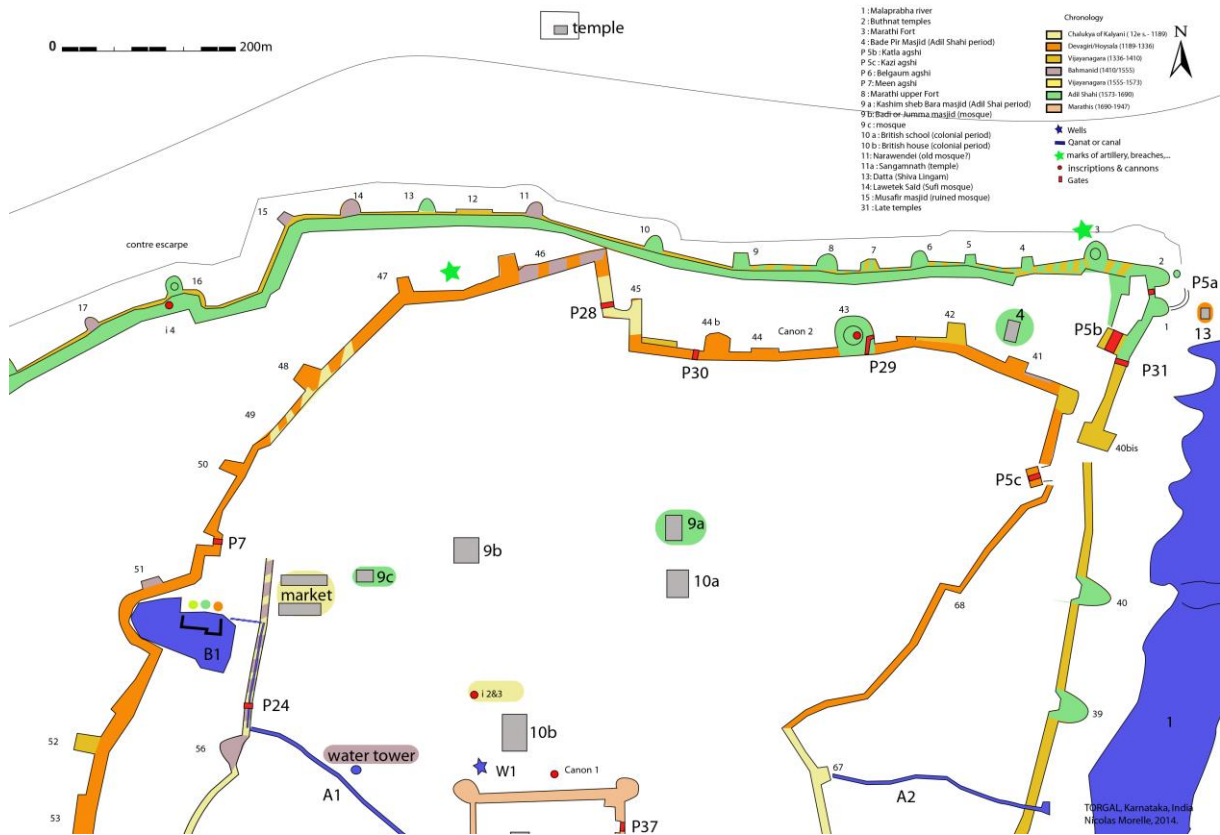 temple
0 200m
1 : Malaprabha river
2 : Buthnat temples
3 : Marathi Fort
4 : Bade Pir Masjid (Adil Shahi period)
P 5b : Katla agshi
P 5c : Kazi agshi
P 6 : Belgaum agshi
P 7: Meen agshi
8 : Marathi upper Fort
9 a : Kashim sheb Bara masjid (Adil Shai period)
9 b: Badi or Jumma masjid (mosque)
9 c : mosque
10 a : British school (colonial period)
10 b : British house (colonial period)
11: Narawendei (old mosque?)
11a : Sangamnath (temple)
13: Datta (Shiva Lingam)
14: Lawetek Said (Sufi mosque)
15 : Musafir masjid (ruined mosque)
31 : Late temples
Chronology
Chalukya of Kalyani ( 12e s. - 1189)
Devagiri/Hoysala (1189-1336)
Vijayanagara (1336-1410)
Bahmanid (1410/1555)
Vijayanagara (1555-1573)
Adil Shahi (1573-1690)
Marathis (1690-1947)
Wells
Qanat or canal
marks of artillery, breaches,...
inscriptions & cannons
Gates
N
contre escarpe
17
16
i 4
15
14
13
12
11
10
9
8
7
6
5
4
3
2
1
P5a
13
P5b
P31
40bis
47
46
P28
45
44 b
44
Canon 2
43
42
4
41
P30
P29
48
49
50
P5c
P7
51
9b
9a
9c
10a
market
68
40
B1
P24
i 2&3
10b
39
1
52
56
water tower
W1
Canon 1
67
A1
A2
53
P37
TORGAL, Karnataka, India
Nicolas Morelle, 2014.